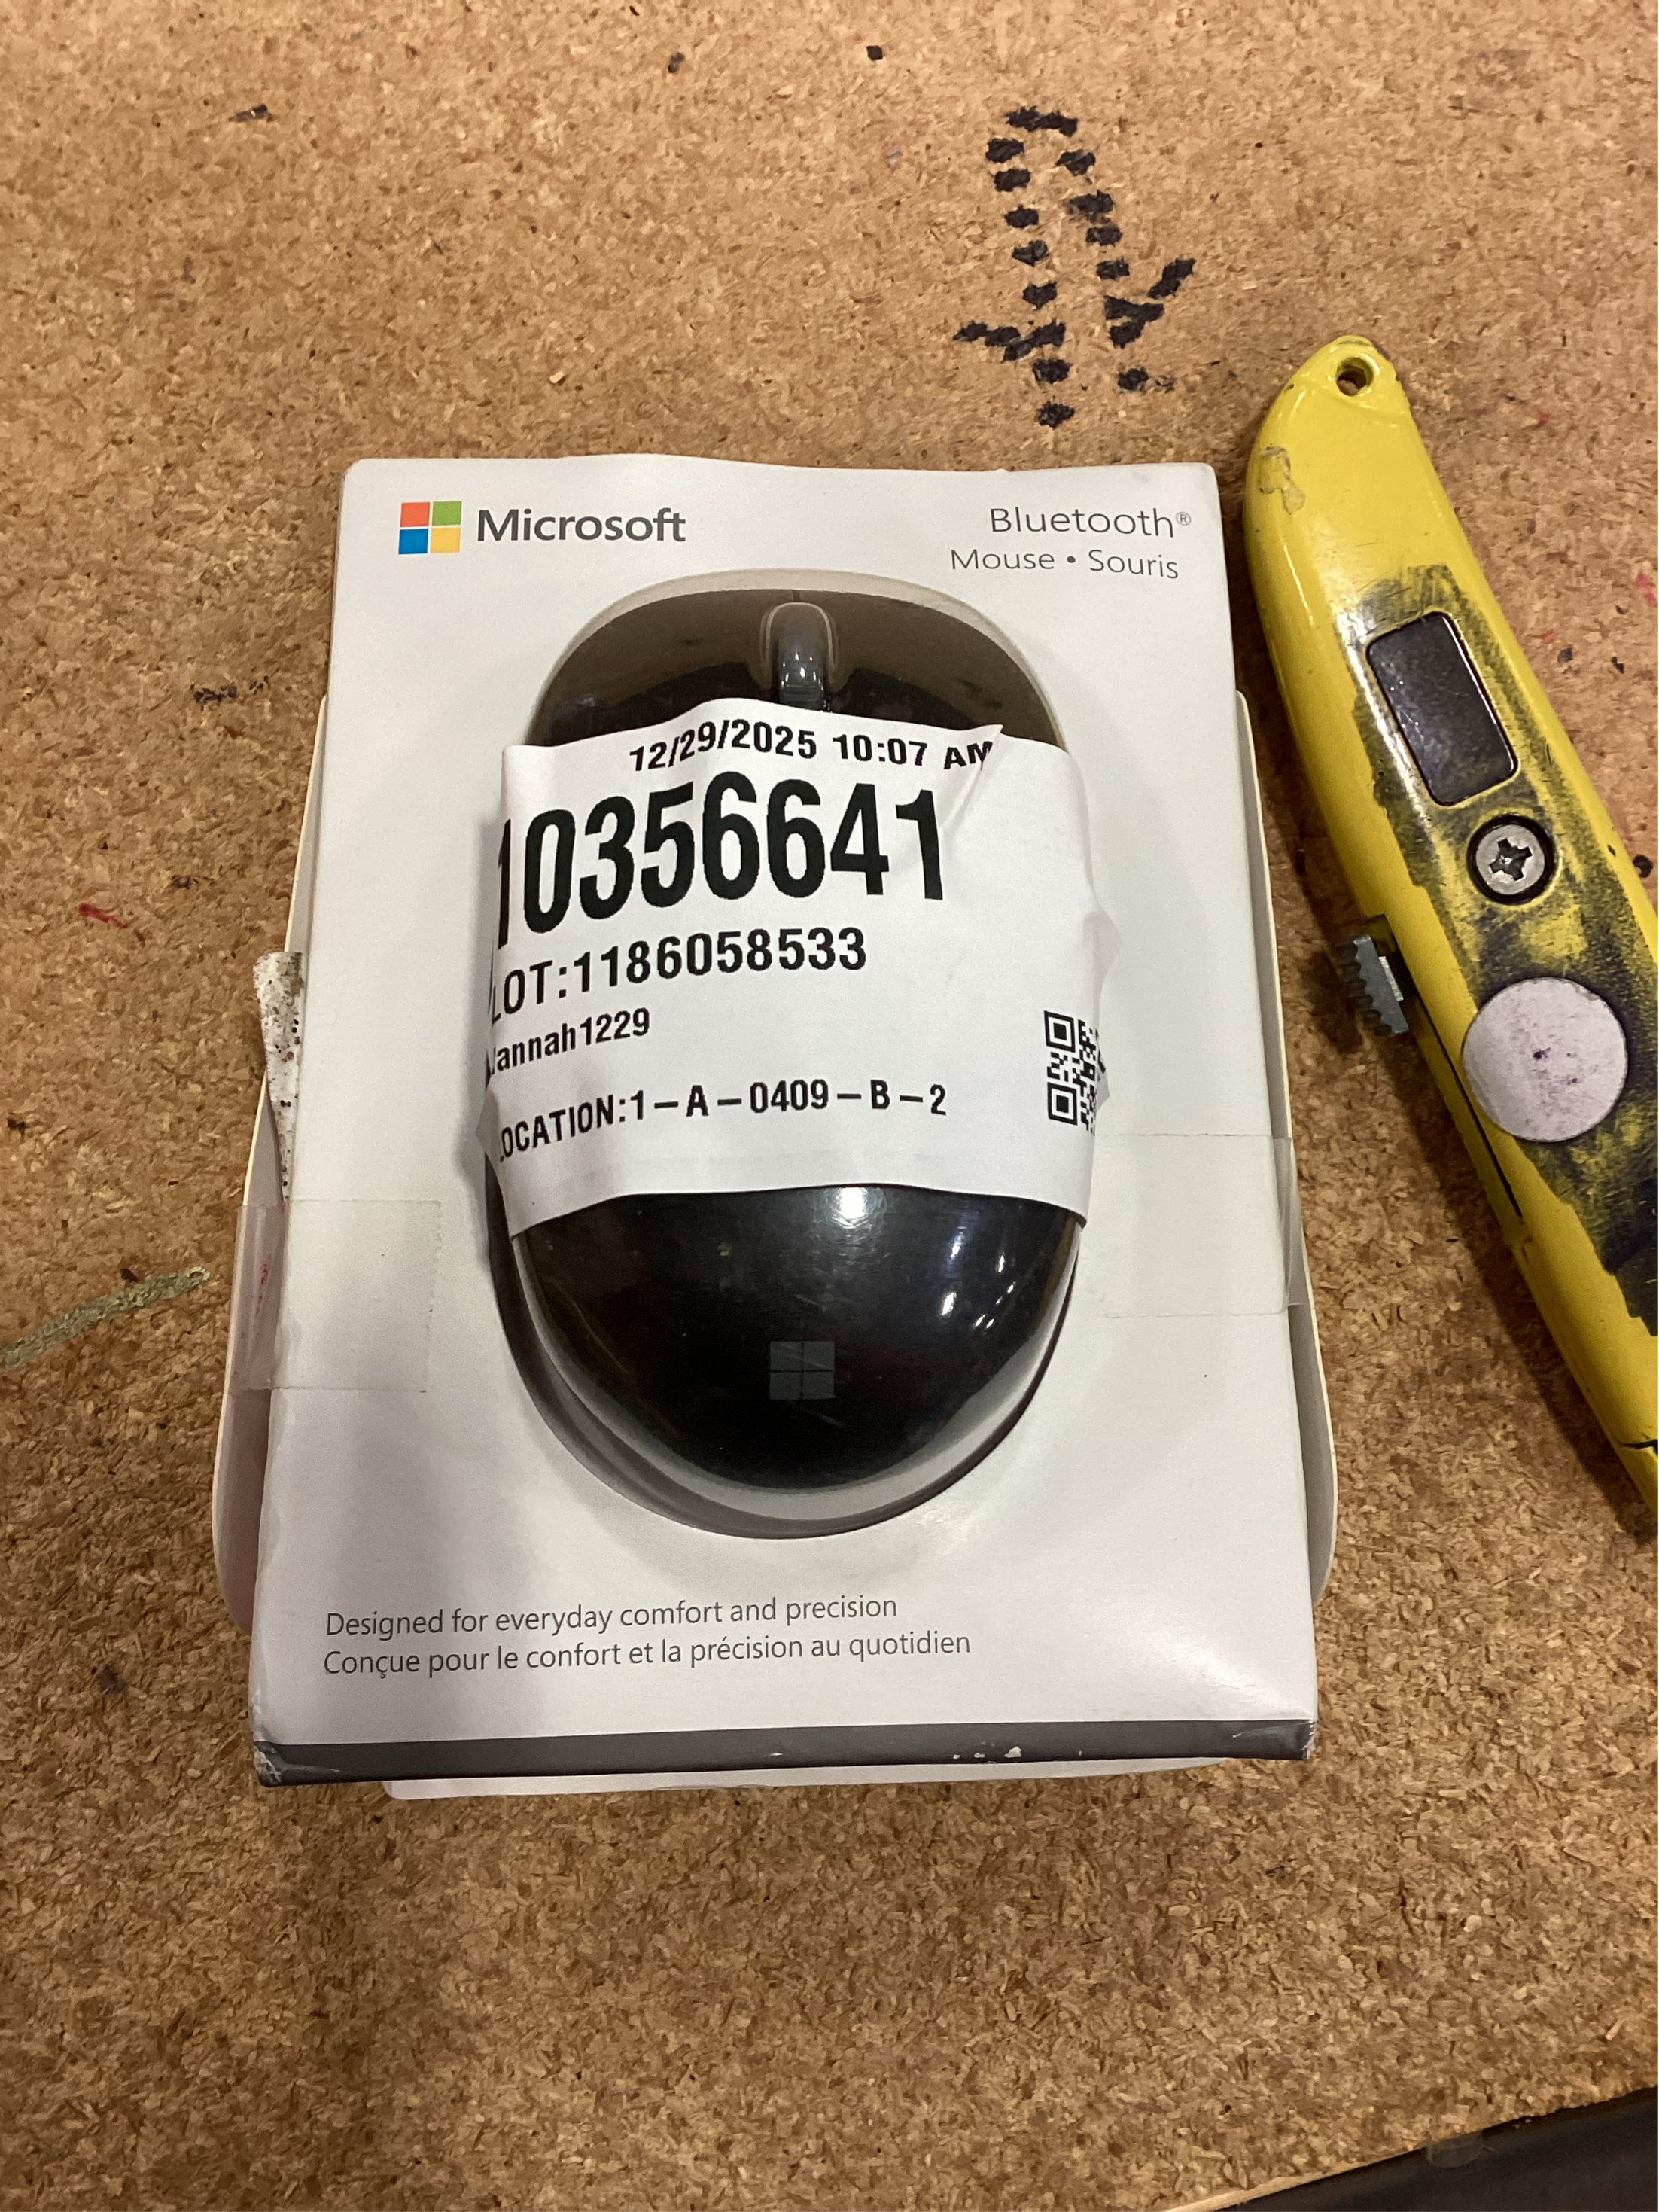 Microsoft
Bluetooth®
Mouse • Souris
12/29/2025 10:07 AM
10356641
LOT:1186058533
LOCATION:1-A-0409-B-2
Designed for everyday comfort and precision
Conçue pour le confort et la précision au quotidien